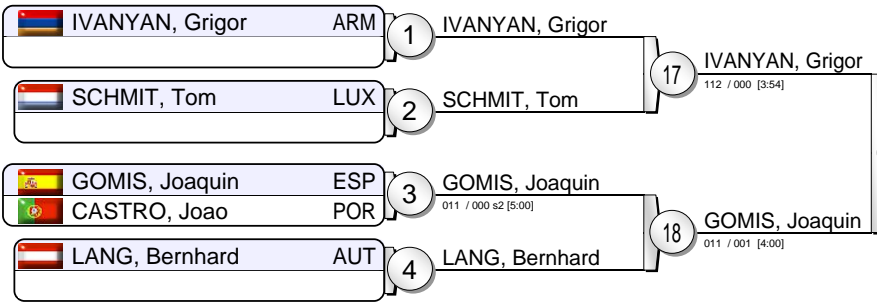 IVANYAN, Grigor ARM 1 IVANYAN, Grigor
17 IVANYAN, Grigor
112 / 000 [3:54]
SCHMIT, Tom LUX 2 SCHMIT, Tom
GOMIS, Joaquin ESP 3 GOMIS, Joaquin
011 / 000 s2 [5:00]
CASTRO, Joao POR
18 GOMIS, Joaquin
011 / 001 [4:00]
LANG, Bernhard AUT 4 LANG, Bernhard